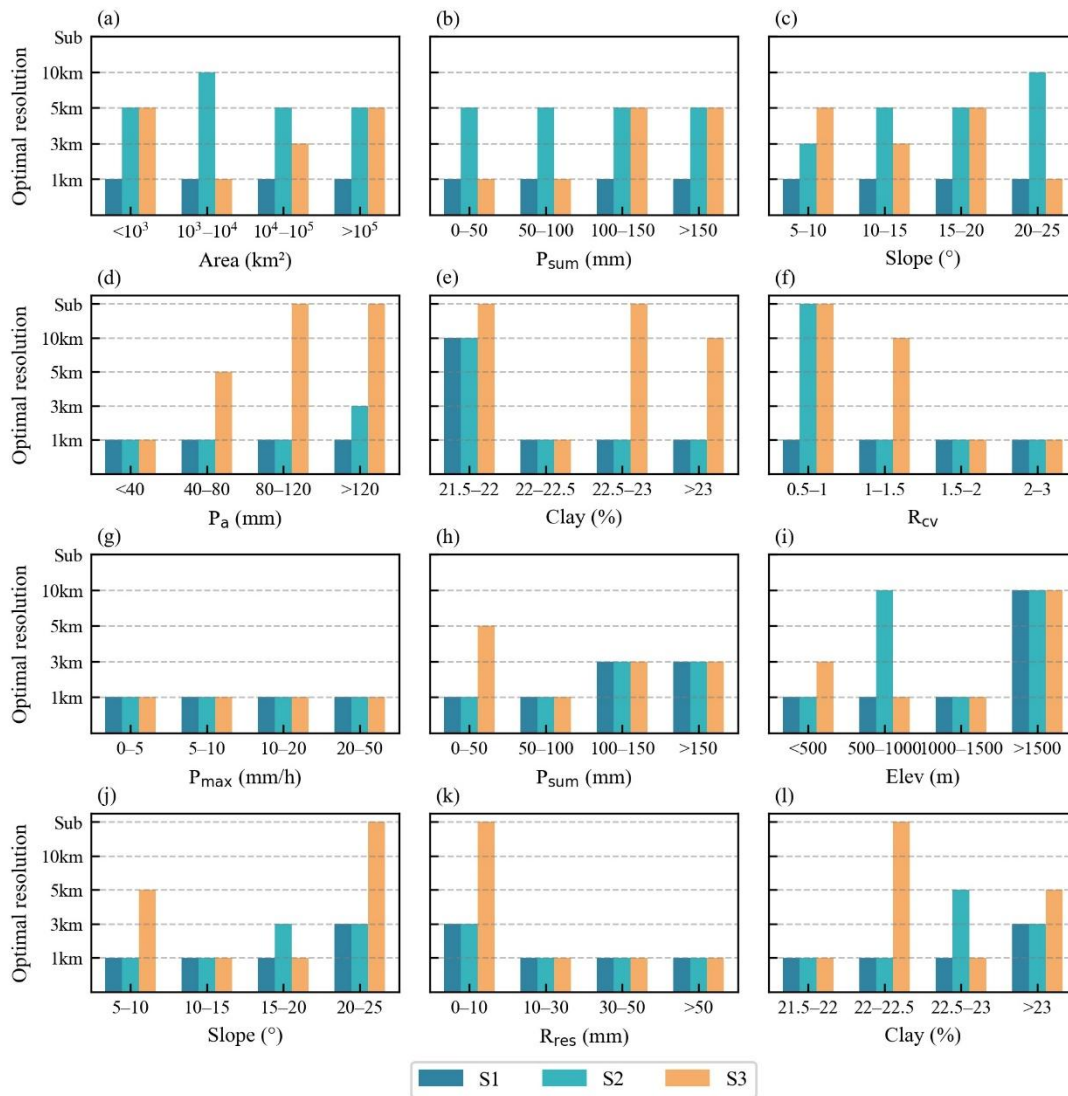 (a) (b) (c)
Optimal resolution
Sub
10km
5km
3km
1km
<10³ 10³–10⁴ 10⁴–10⁵ >10⁵
0–50 50–100 100–150 >150
5–10 10–15 15–20 20–25
Area (km²) Psum (mm) Slope (°)
(d) (e) (f)
Optimal resolution
Sub
10km
5km
3km
1km
<40 40–80 80–120 >120
21.5–22 22–22.5 22.5–23 >23
0.5–1 1–1.5 1.5–2 2–3
Pa (mm) Clay (%) Rcv
(g) (h) (i)
Optimal resolution
Sub
10km
5km
3km
1km
0–5 5–10 10–20 20–50
0–50 50–100 100–150 >150
<500 500–1000 1000–1500 >1500
Pmax (mm/h) Psum (mm) Elev (m)
(j) (k) (l)
Optimal resolution
Sub
10km
5km
3km
1km
5–10 10–15 15–20 20–25
0–10 10–30 30–50 >50
21.5–22 22–22.5 22.5–23 >23
Slope (°) Rres (mm) Clay (%)
S1 S2 S3